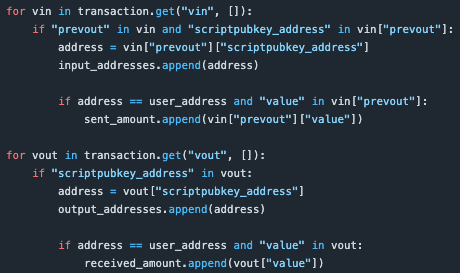 for vin in transaction.get("vin", []):
    if "prevout" in vin and "scriptpubkey_address" in vin["prevout"]:
        address = vin["prevout"]["scriptpubkey_address"]
        input_addresses.append(address)

        if address == user_address and "value" in vin["prevout"]:
            sent_amount.append(vin["prevout"]["value"])

for vout in transaction.get("vout", []):
    if "scriptpubkey_address" in vout:
        address = vout["scriptpubkey_address"]
        output_addresses.append(address)

        if address == user_address and "value" in vout:
            received_amount.append(vout["value"])